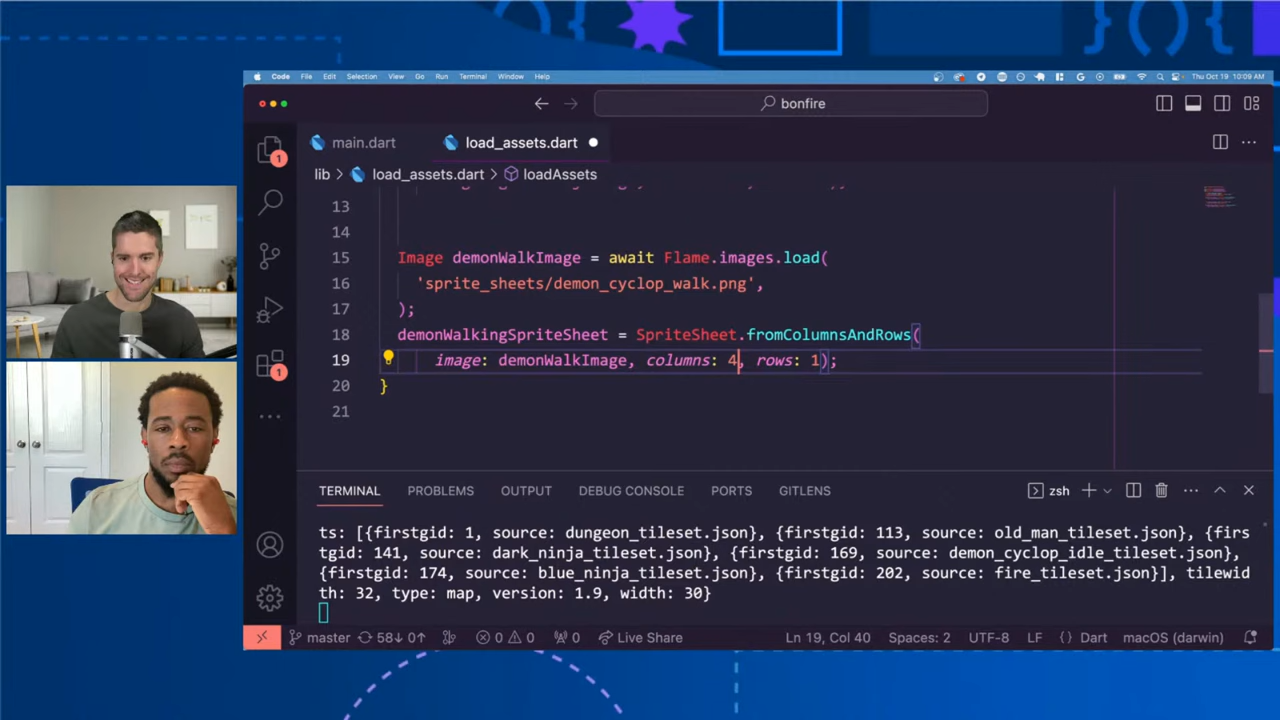 Code File Edit Selection View Go Run Terminal Window Help
Thu Oct 19 10:09 AM
bonfire
main.dart
load_assets.dart
lib > load_assets.dart > loadAssets
13
14
15 Image demonWalkImage = await Flame.images.load(
16 'sprite_sheets/demon_cyclop_walk.png',
17 );
18 demonWalkingSpriteSheet = SpriteSheet.fromColumnsAndRows(
19 image: demonWalkImage, columns: 4, rows: 1);
20 }
21
1
1
TERMINAL PROBLEMS OUTPUT DEBUG CONSOLE PORTS GITLENS
zsh
ts: [{firstgid: 1, source: dungeon_tileset.json}, {firstgid: 113, source: old_man_tileset.json}, {firs
tgid: 141, source: dark_ninja_tileset.json}, {firstgid: 169, source: demon_cyclop_idle_tileset.json},
{firstgid: 174, source: blue_ninja_tileset.json}, {firstgid: 202, source: fire_tileset.json}], tilewid
th: 32, type: map, version: 1.9, width: 30}
master 58↓ 0↑ 0 0 0 Live Share Ln 19, Col 40 Spaces: 2 UTF-8 LF {} Dart macOS (darwin)